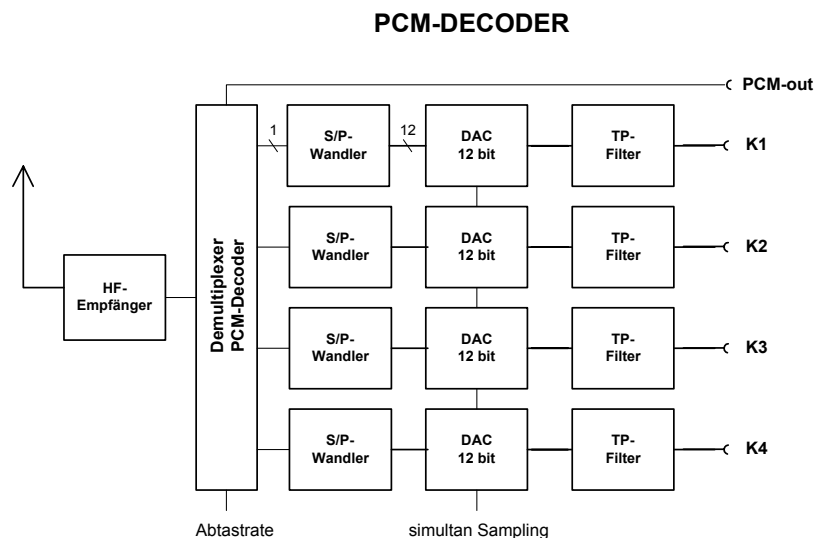 PCM-DECODER
PCM-out
1
S/P-
Wandler
12
DAC
12 bit
TP-
Filter
K1
S/P-
Wandler
DAC
12 bit
TP-
Filter
K2
HF-
Empfänger
Demultiplexer
PCM-Decoder
S/P-
Wandler
DAC
12 bit
TP-
Filter
K3
S/P-
Wandler
DAC
12 bit
TP-
Filter
K4
Abtastrate
simultan Sampling